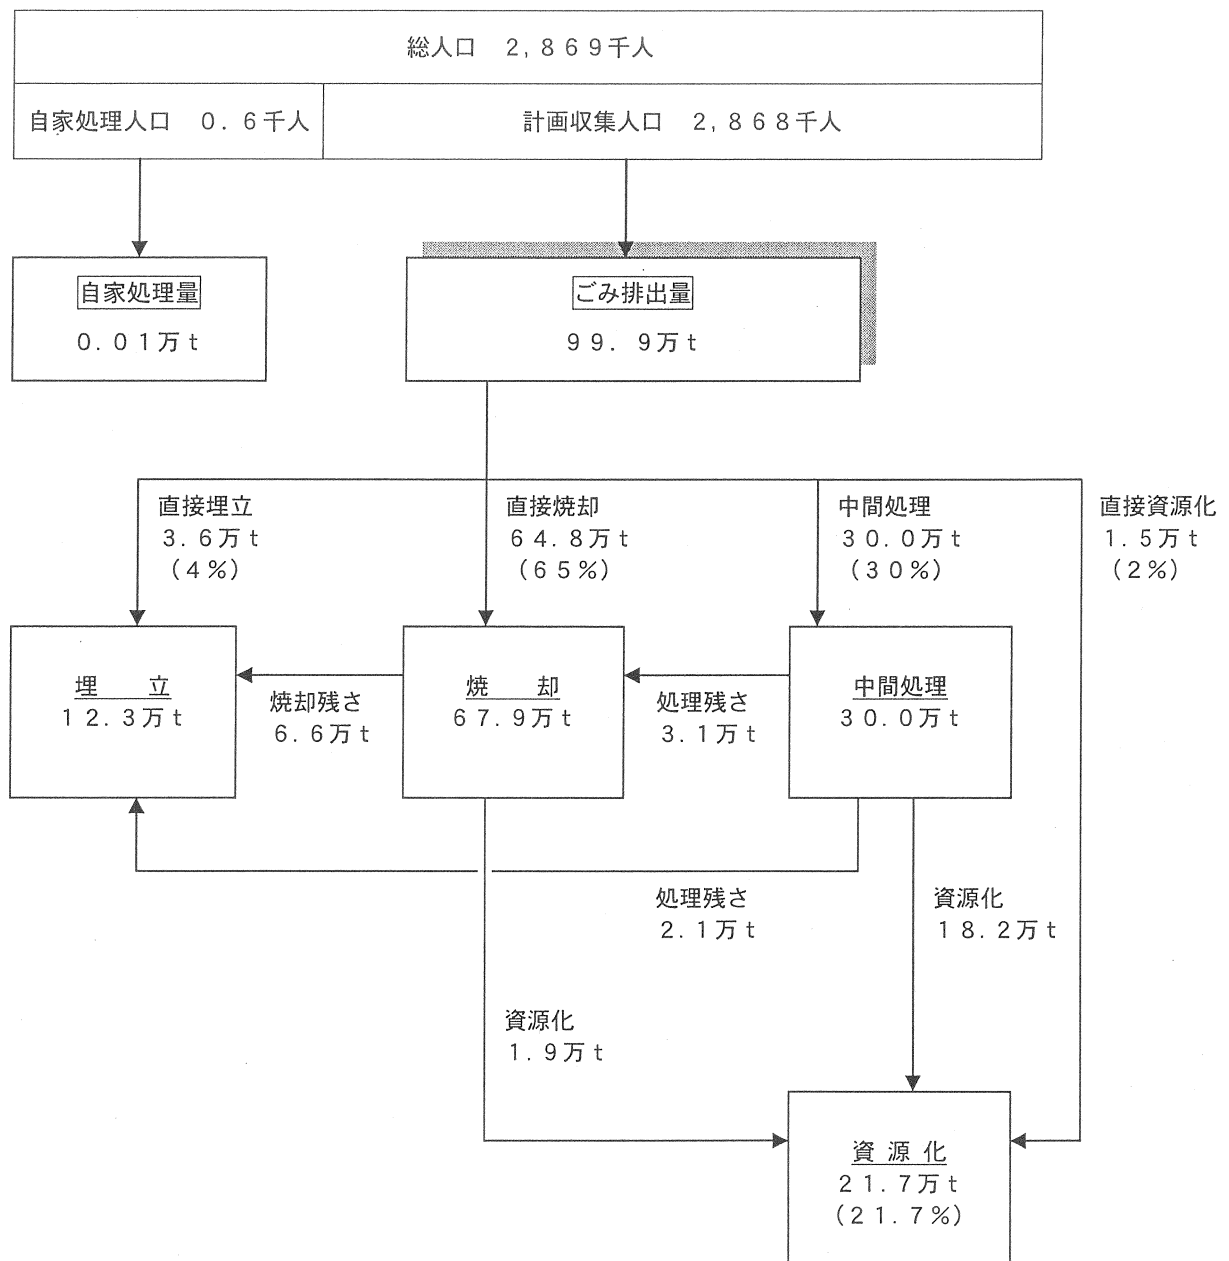 総人口 ２,８６９千人
自家処理人口 ０.６千人
計画収集人口 ２,８６８千人
自家処理量
０.０１万ｔ
ごみ排出量
９９.９万ｔ
直接埋立
３.６万ｔ
（４％）
直接焼却
６４.８万ｔ
（６５％）
中間処理
３０.０万ｔ
（３０％）
直接資源化
１.５万ｔ
（２％）
埋　立
１２.３万ｔ
焼却残さ
６.６万ｔ
焼　却
６７.９万ｔ
処理残さ
３.１万ｔ
中間処理
３０.０万ｔ
処理残さ
２.１万ｔ
資源化
１８.２万ｔ
資源化
１.９万ｔ
資 源 化
２１.７万ｔ
（２１.７％）